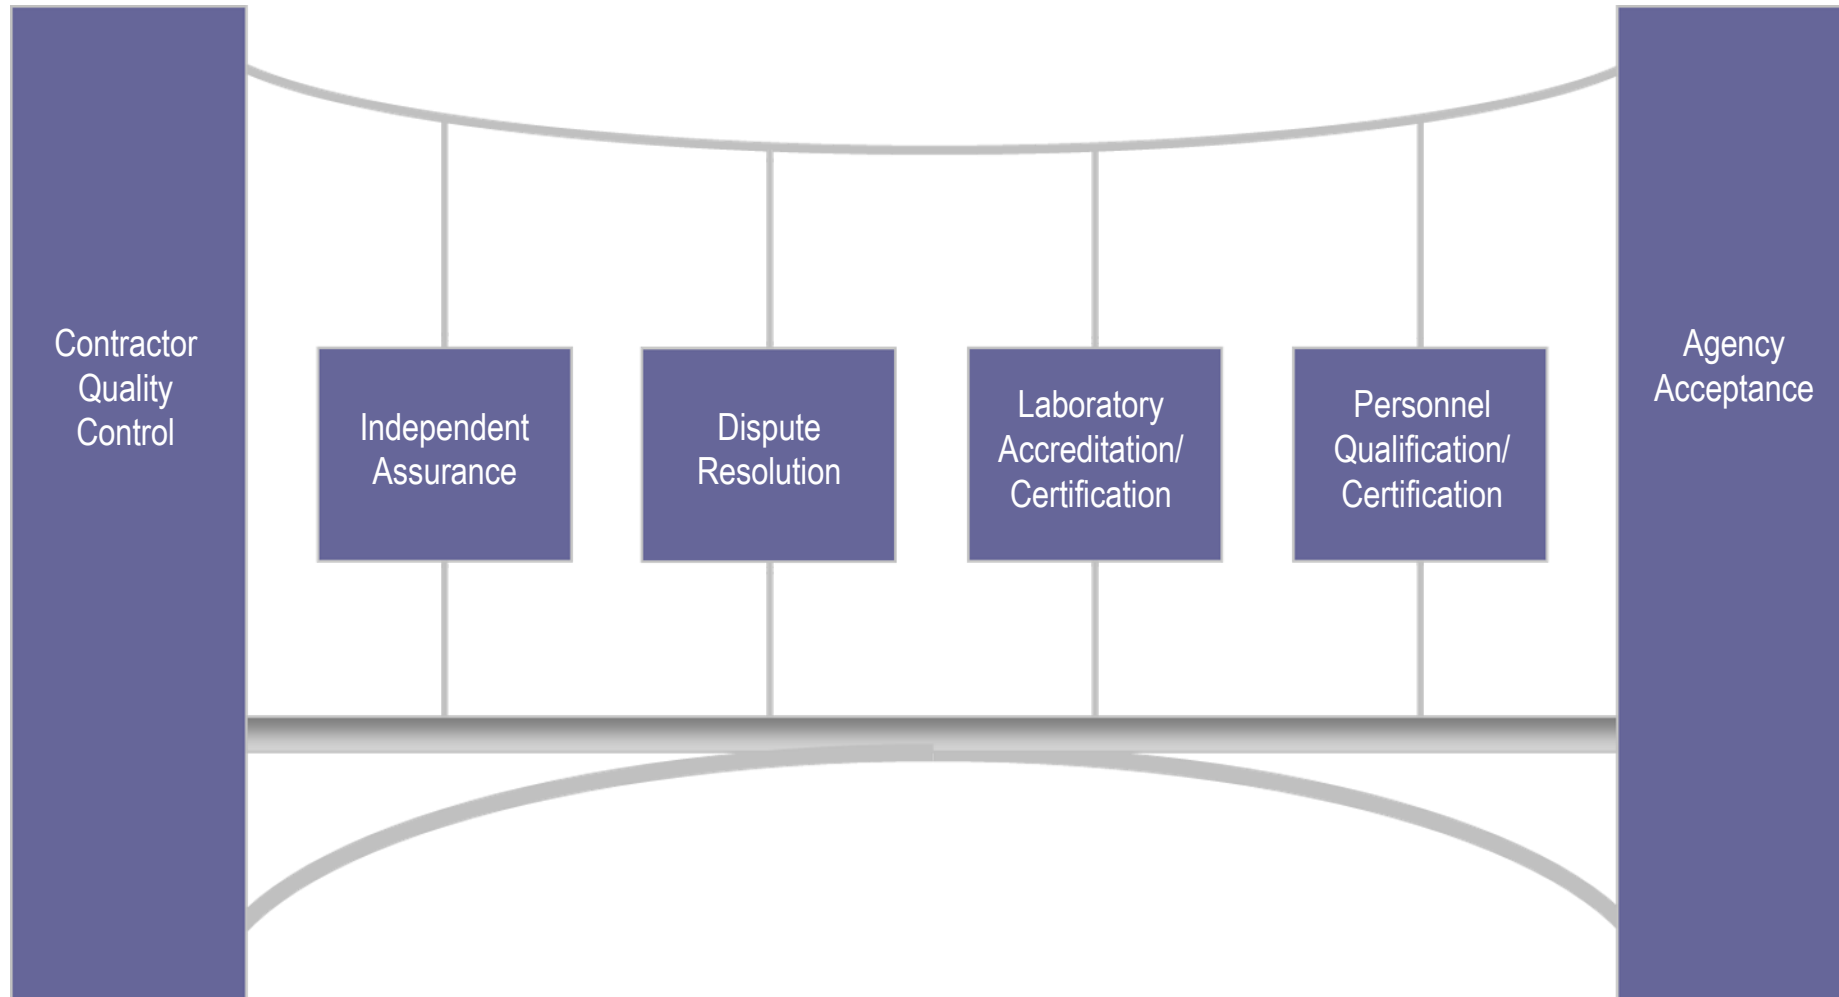 Contractor
Quality
Control
Independent
Assurance
Dispute
Resolution
Laboratory
Accreditation/
Certification
Personnel
Qualification/
Certification
Agency
Acceptance